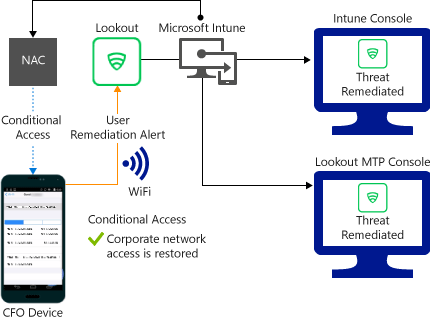 Lookout
Microsoft Intune
Intune Console
NAC
Threat
Remediated
Conditional
Access
User
Remediation Alert
WiFi
Lookout MTP Console
Threat
Remediated
Conditional Access
Corporate network
access is restored
CFO Device